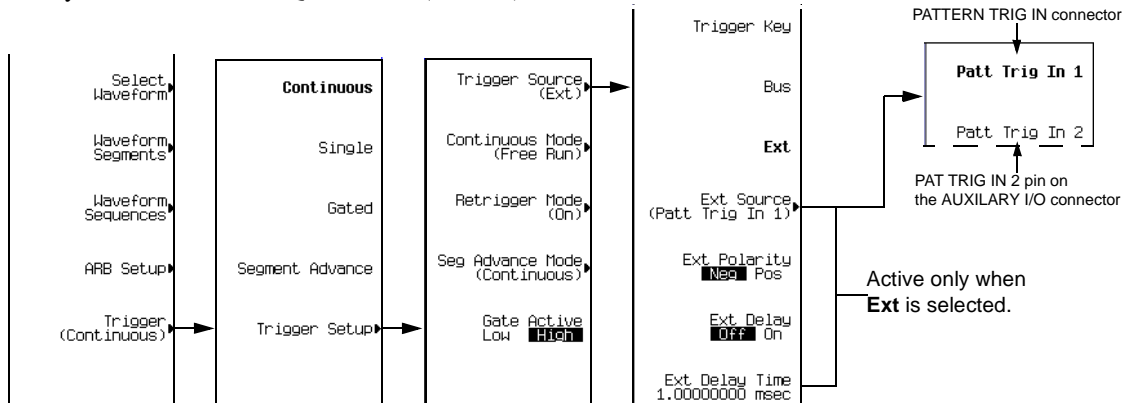 Select
Waveform
Waveform
Segments
Waveform
Sequences
ARB Setup
Trigger
(Continuous)
Continuous
Single
Gated
Segment Advance
Trigger Setup
Trigger Source
(Ext)
Continuous Mode
(Free Run)
Retrigger Mode
(On)
Seg Advance Mode
(Continuous)
Gate Active
Low High
Trigger Key
Bus
Ext
Ext Source
(Patt Trig In 1)
Ext Polarity
Neg Pos
Ext Delay
Off On
Ext Delay Time
1.00000000 msec
PATTERN TRIG IN connector
Patt Trig In 1
Patt Trig In 2
PAT TRIG IN 2 pin on
the AUXILARY I/O connector
Active only when
Ext is selected.